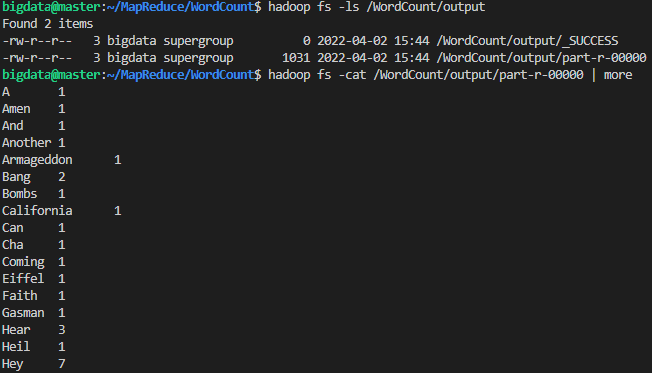 bigdata@master:~/MapReduce/WordCount$ hadoop fs -ls /WordCount/output
Found 2 items
-rw-r--r--   3 bigdata supergroup          0 2022-04-02 15:44 /WordCount/output/_SUCCESS
-rw-r--r--   3 bigdata supergroup       1031 2022-04-02 15:44 /WordCount/output/part-r-00000
bigdata@master:~/MapReduce/WordCount$ hadoop fs -cat /WordCount/output/part-r-00000 | more
A       1
Amen    1
And     1
Another 1
Armageddon      1
Bang    2
Bombs   1
California      1
Can     1
Cha     1
Coming  1
Eiffel  1
Faith   1
Gasman  1
Hear    3
Heil    1
Hey     7